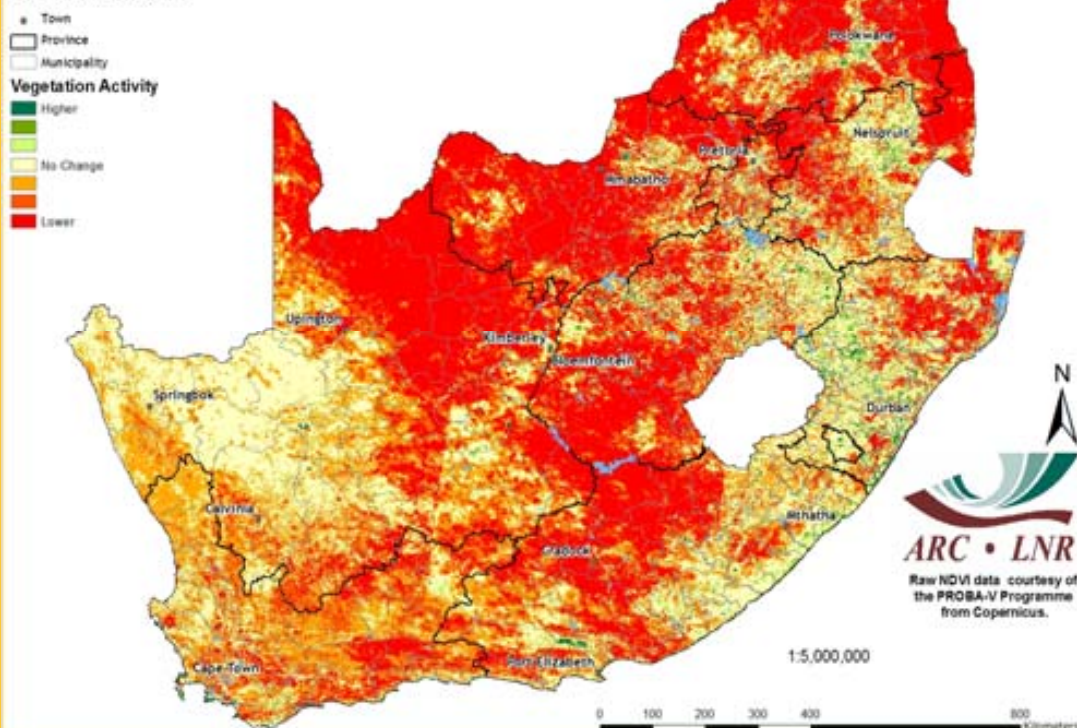 Town
Province
Municipality
Vegetation Activity
Higher
No Change
Lower
Polokwane
Nelspruit
Pretoria
Mmabatho
Upington
Kimberley
Bloemfontein
Springbok
Durban
N
Calvinia
Mthatha
Cradock
ARC • LNR
Raw NDVI data courtesy of
the PROBA-V Programme
from Copernicus.
1:5,000,000
Cape Town
Port Elizabeth
0 100 200 300 400 800
Kilometers